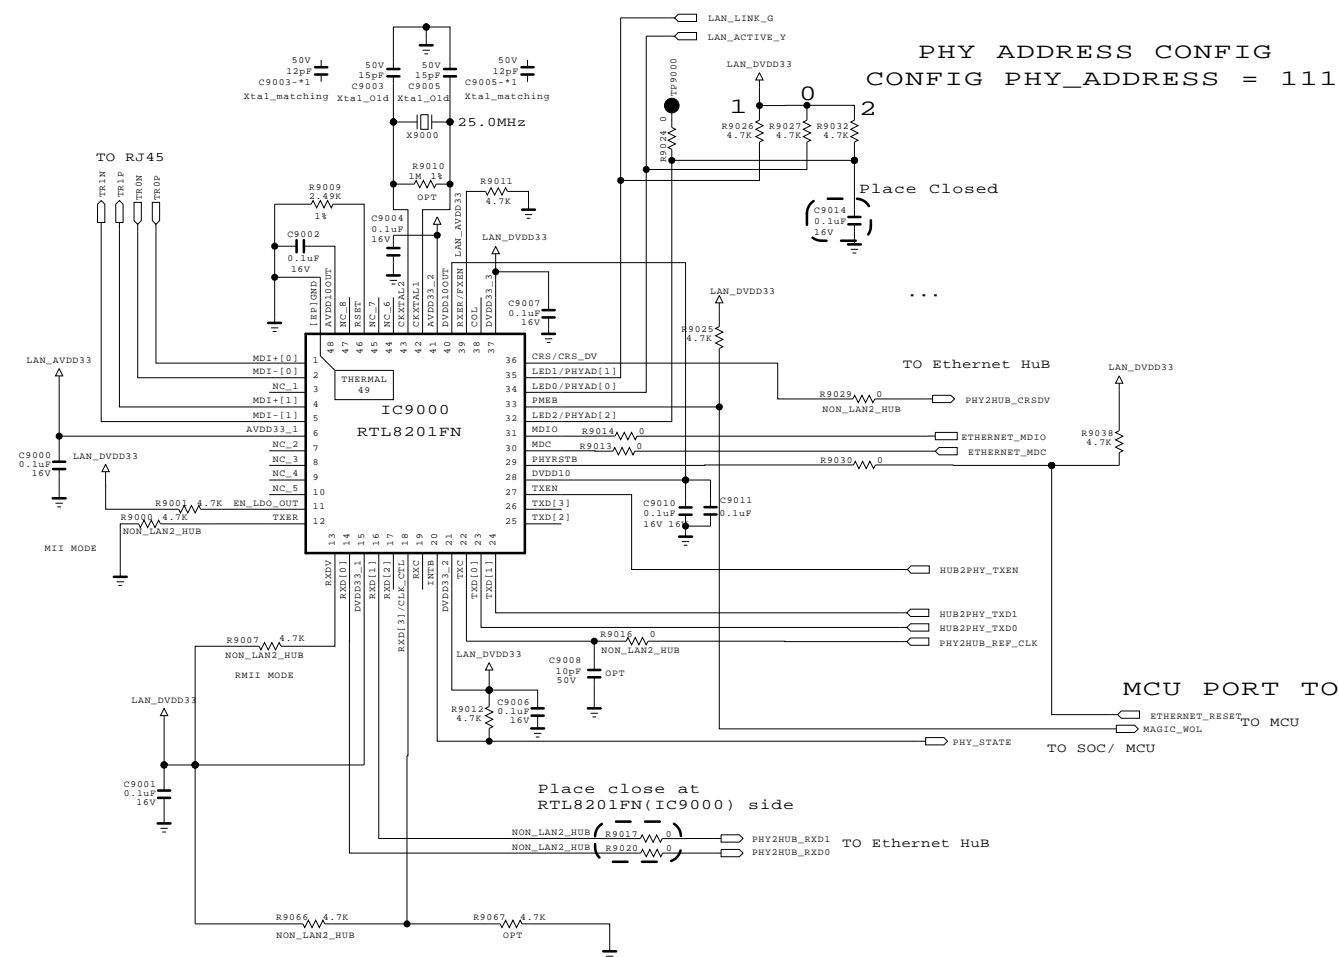 LAN_LINK_G
LAN_ACTIVE_Y
PHY ADDRESS CONFIG
CONFIG PHY_ADDRESS = 111
50V
12pF
C9003-*1
Xtal_matching
50V
15pF
C9003
Xtal_Old
50V
15pF
C9005
Xtal_Old
50V
12pF
C9005-*1
Xtal_matching
X9000
25.0MHz
TP9000
R9024 0
LAN_DVDD33
1
0
2
R9026
4.7K
R9027
4.7K
R9032
4.7K
Place Closed
C9014
0.1uF
16V
...
TO RJ45
TR1N
TR1P
TR0N
TR0P
R9009
2.49K
1%
R9010
1M 1%
OPT
R9011
4.7K
C9002
0.1uF
16V
C9004
0.1uF
16V
LAN_AVDD33
LAN_DVDD33
C9007
0.1uF
16V
LAN_DVDD33
R9025
4.7K
[EP]GND
AVDD10OUT
NC_8
RSET
NC_7
NC_6
CKXTAL2
CKXTAL1
AVDD33_2
DVDD10OUT
RXER/FXEN
COL
DVDD33_3
48
47
46
45
44
43
42
41
40
39
38
37
LAN_AVDD33
MDI+[0]
MDI-[0]
NC_1
MDI+[1]
MDI-[1]
AVDD33_1
NC_2
NC_3
NC_4
NC_5
EN_LDO_OUT
TXER
1
2
3
4
5
6
7
8
9
10
11
12
THERMAL
49
IC9000
RTL8201FN
36
35
34
33
32
31
30
29
28
27
26
25
CRS/CRS_DV
LED1/PHYAD[1]
LED0/PHYAD[0]
PMEB
LED2/PHYAD[2]
MDIO
MDC
PHYRSTB
DVDD10
TXEN
TXD[3]
TXD[2]
TO Ethernet HuB
R9029 0
NON_LAN2_HUB
PHY2HUB_CRSDV
LAN_DVDD33
R9038
4.7K
R9014 0
ETHERNET_MDIO
R9013 0
ETHERNET_MDC
R9030 0
C9000
0.1uF
16V
LAN_DVDD33
R9001 4.7K
R9000 4.7K
NON_LAN2_HUB
MII MODE
C9010
0.1uF
16V
C9011
0.1uF
16V
13
14
15
16
17
18
19
20
21
22
23
24
RXDV
RXD[0]
DVDD33_1
RXD[1]
RXD[2]
RXD[3]/CLK_CTL
RXC
INTB
DVDD33_2
TXC
TXD[0]
TXD[1]
HUB2PHY_TXEN
HUB2PHY_TXD1
HUB2PHY_TXD0
R9016 0
NON_LAN2_HUB
PHY2HUB_REF_CLK
R9007 4.7K
NON_LAN2_HUB
RMII MODE
LAN_DVDD33
C9008
10pF
50V
OPT
R9012
4.7K
C9006
0.1uF
16V
LAN_DVDD33
MCU PORT TO
ETHERNET_RESET
TO MCU
MAGIC_WOL
PHY_STATE
TO SOC/ MCU
C9001
0.1uF
16V
Place close at
RTL8201FN(IC9000) side
NON_LAN2_HUB
R9017 0
PHY2HUB_RXD1
NON_LAN2_HUB
R9020 0
PHY2HUB_RXD0
TO Ethernet HuB
R9066 4.7K
NON_LAN2_HUB
R9067 4.7K
OPT